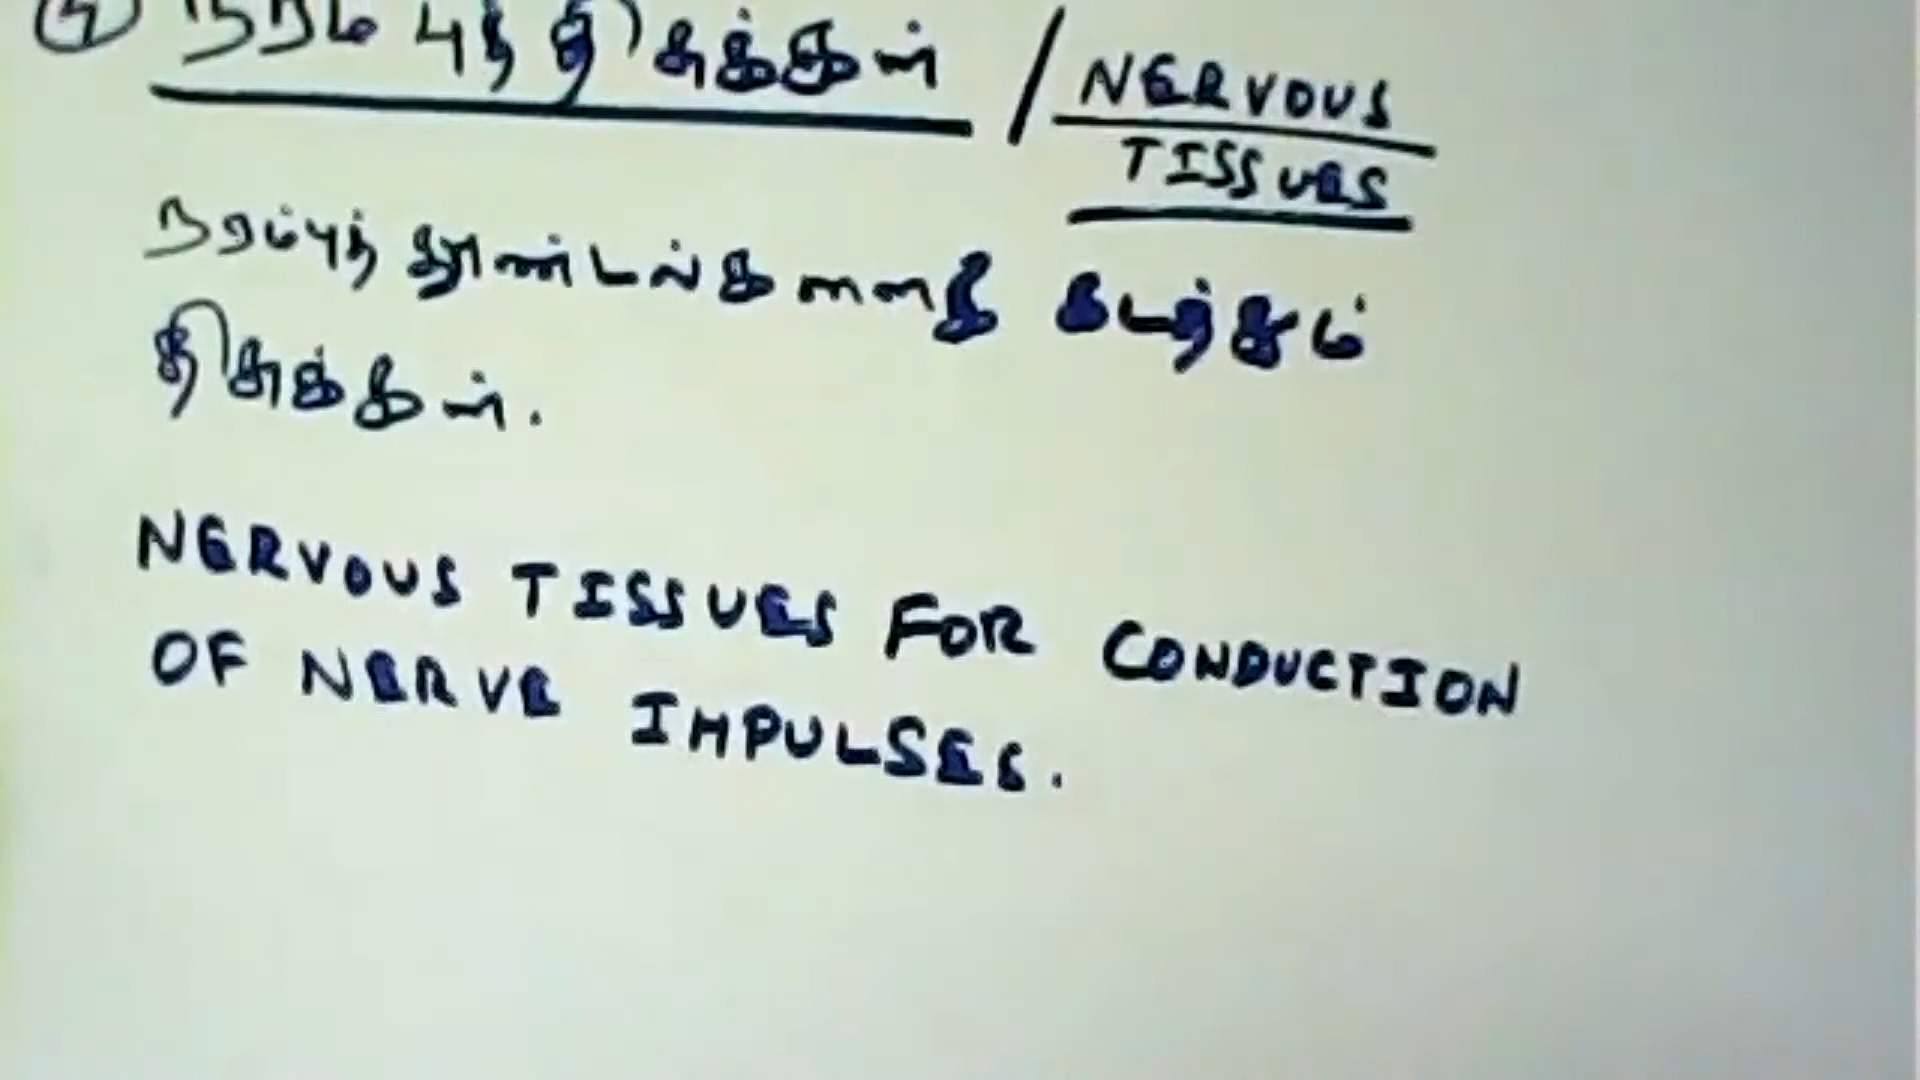 ④ நரம்புத் திசுக்கள் / NERVOUS
TISSUES
நரம்புத் தூண்டல்களைக் கடத்தும்
திசுக்கள்.
NERVOUS TISSUES FOR CONDUCTION
OF NERVE IMPULSES.